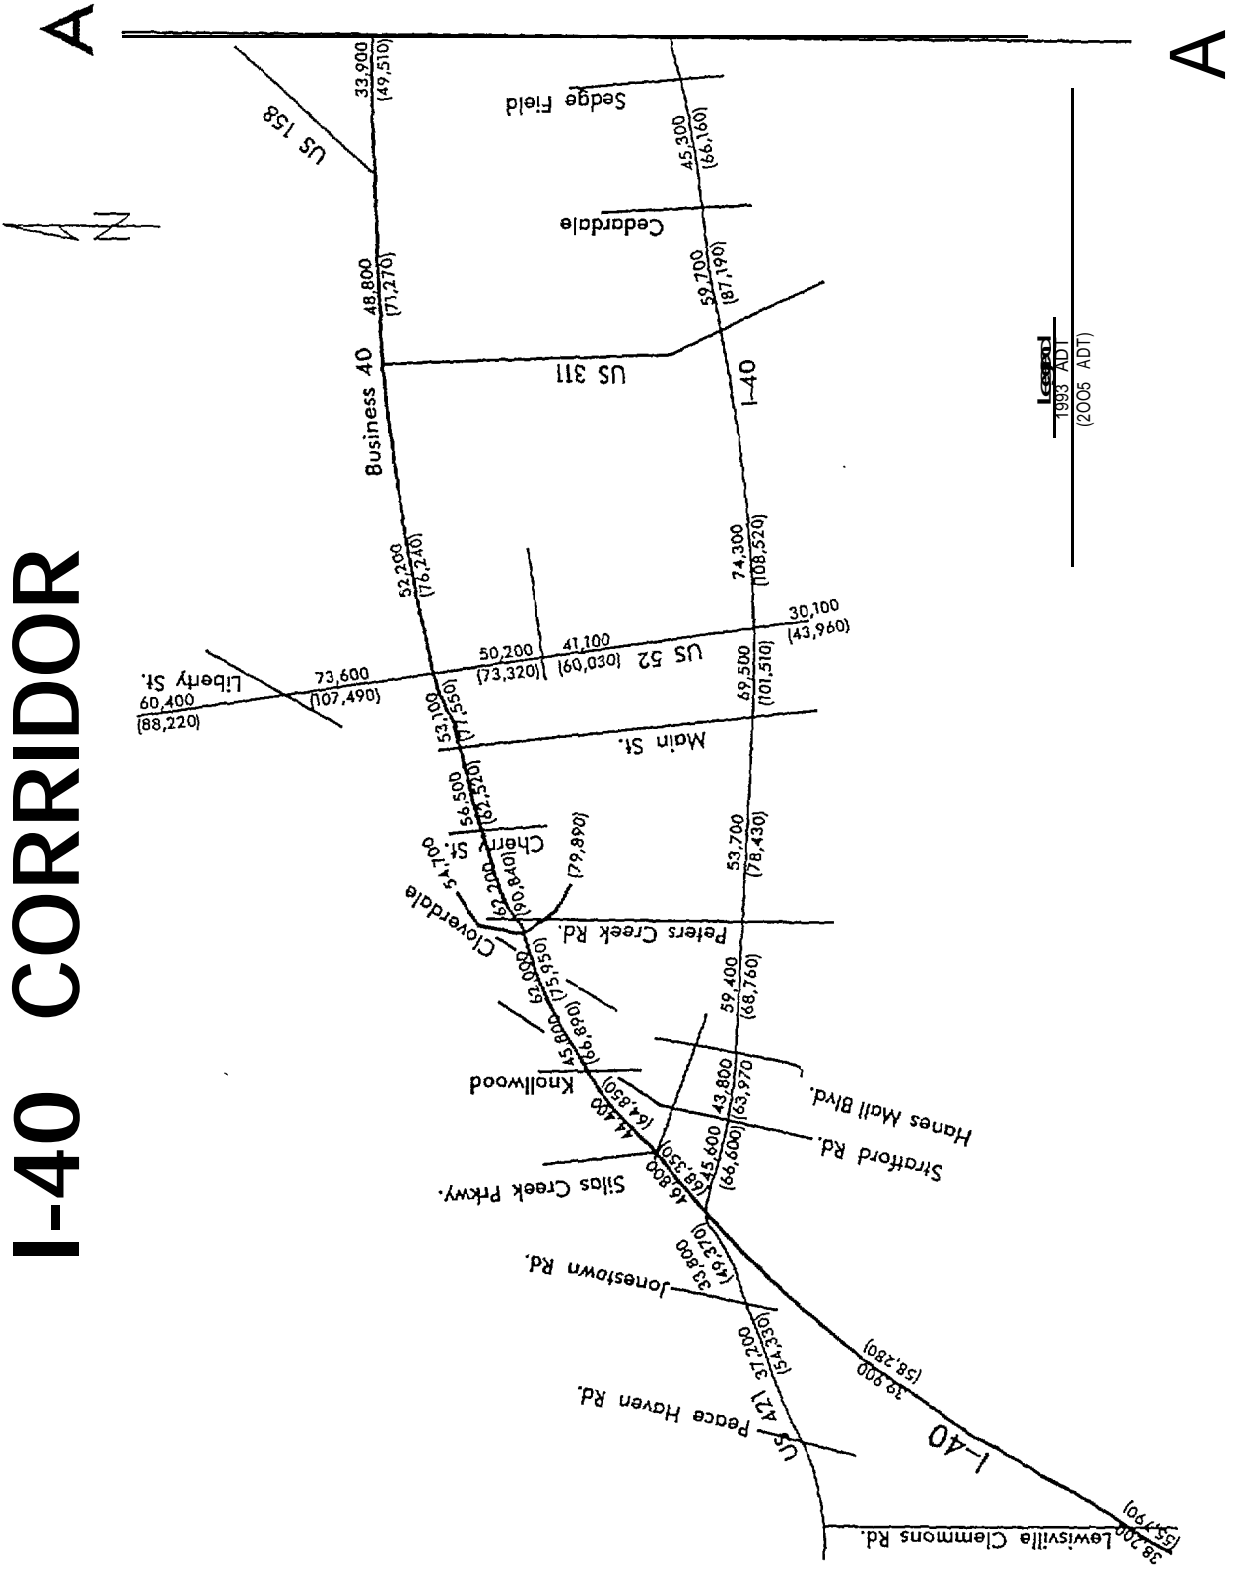 I-40 CORRIDOR
A
A
N
US 158
33,900
(49,510)
Sedge Field
45,300
(66,160)
Cedardale
48,800
(71,270)
59,700
(87,190)
Business 40
US 311
I-40
Legend
1993 ADT
(2005 ADT)
52,200
(76,240)
74,300
(108,520)
Liberty St.
60,400
(88,220)
73,600
(107,490)
50,200
(73,320)
41,100
(60,030)
US 52
30,100
(43,960)
53,100
(77,550)
69,500
(101,510)
Main St.
56,500
(82,520)
Cherry St.
54,700
(79,890)
62,200
(90,840)
53,700
(78,430)
Cloverdale
Peters Creek Rd.
52,000
(75,950)
59,400
(68,760)
45,800
(66,890)
Knollwood
44,400
(64,850)
43,800
(63,970
Hanes Mall Blvd.
Stratford Rd.
45,600
(66,600)
46,800
(68,350)
Silas Creek Prkwy.
33,800
(49,370)
Jonestown Rd.
37,200
(54,330)
US 421
Peace Haven Rd.
39,900
(58,280)
I-40
Lewisville Clemmons Rd.
38,200
(55,790)